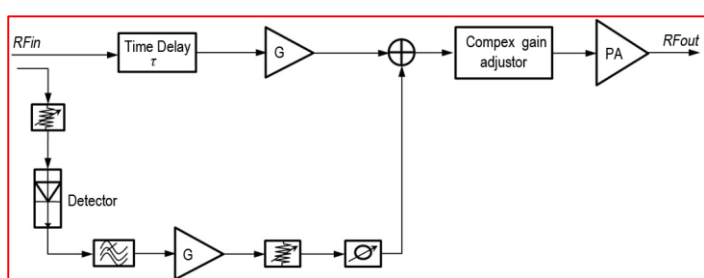 RFin
Time Delay
τ
G
Compex gain
adjustor
PA
RFout
Detector
G